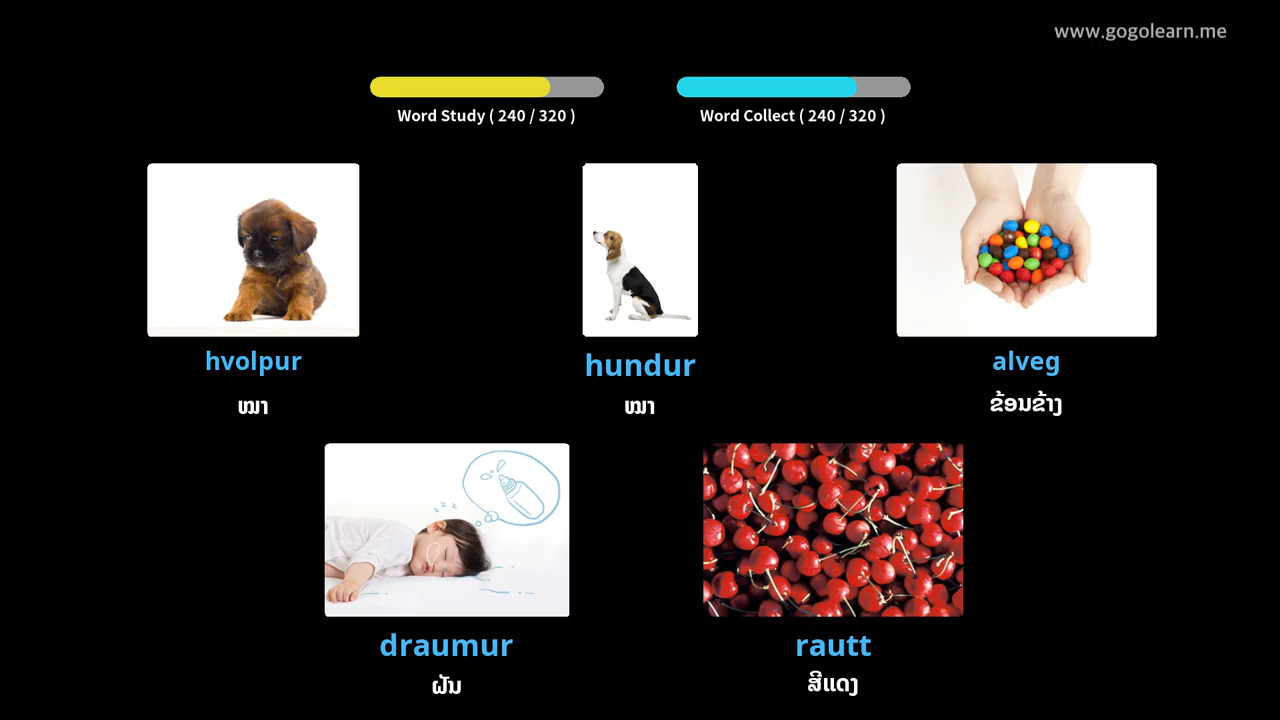 www.gogolearn.me
Word Study ( 240 / 320 )
Word Collect ( 240 / 320 )
hvolpur
ໝາ
hundur
ໝາ
alveg
ຂ້ອນຂ້າງ
draumur
ຝັນ
rautt
ສີແດງ